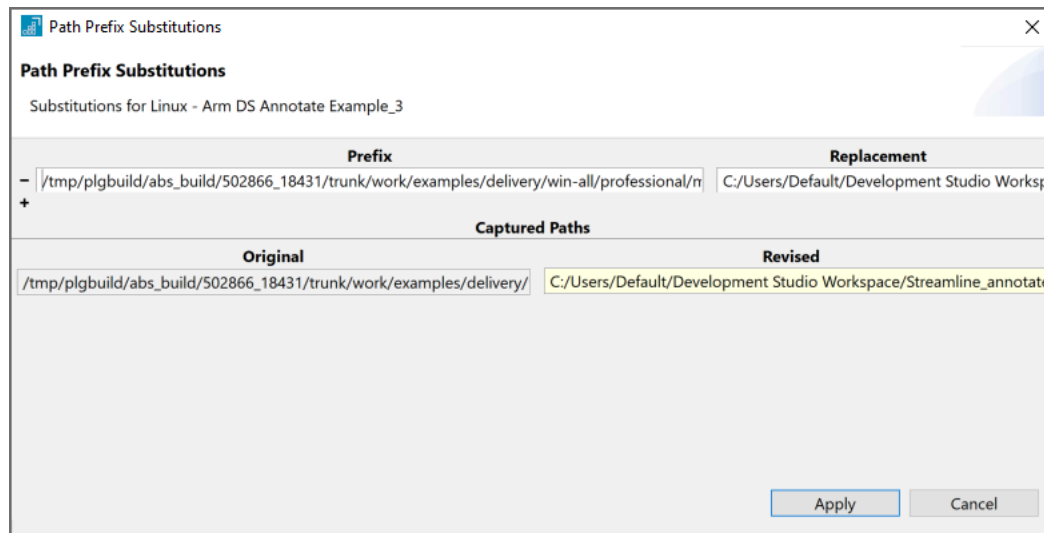 Path Prefix Substitutions
Path Prefix Substitutions
Substitutions for Linux - Arm DS Annotate Example_3
Prefix Replacement
- /tmp/plgbuild/abs_build/502866_18431/trunk/work/examples/delivery/win-all/professional/m C:/Users/Default/Development Studio Worksp
+
Captured Paths
Original Revised
/tmp/plgbuild/abs_build/502866_18431/trunk/work/examples/delivery/ C:/Users/Default/Development Studio Workspace/Streamline_annotate
Apply Cancel